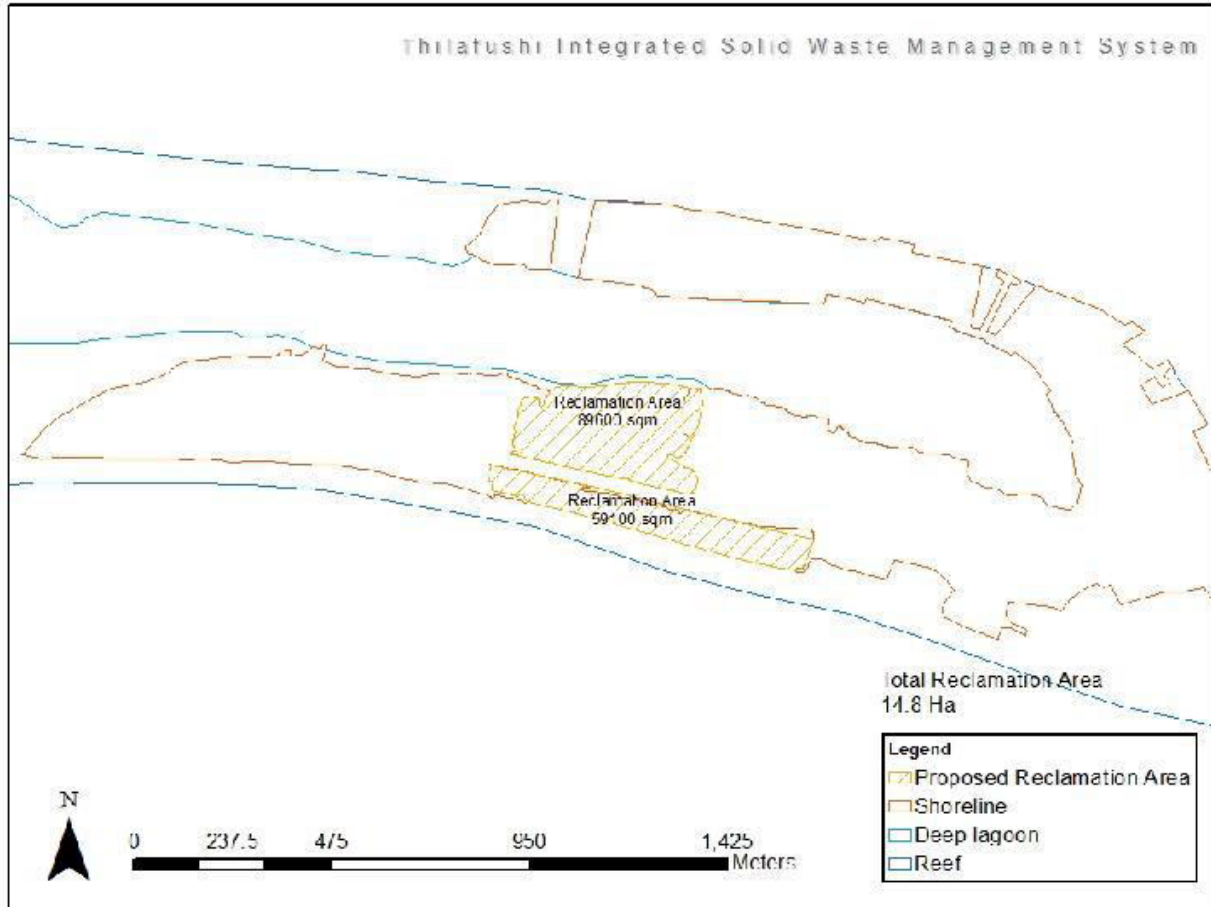 Thilafushi Integrated Solid Waste Management System
Reclamation Area
89600 sqm
Reclamation Area
59100 sqm
Total Reclamation Area
14.8 Ha
Legend
Proposed Reclamation Area
Shoreline
Deep lagoon
Reef
N
0 237.5 475 950 1,425
Meters